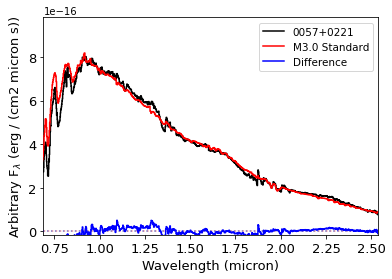 1e−16
0057+0221
M3.0 Standard
Difference
Arbitrary Fλ (erg / (cm2 micron s))
8
6
4
2
0
0.75 1.00 1.25 1.50 1.75 2.00 2.25 2.50
Wavelength (micron)